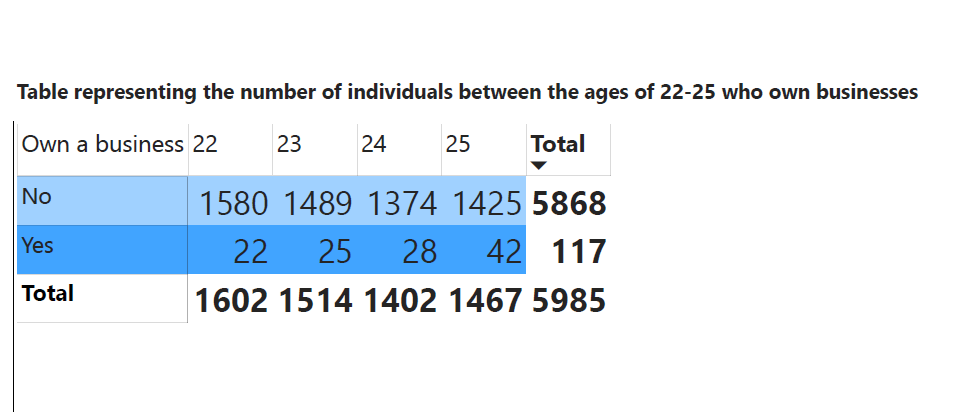 Table representing the number of individuals between the ages of 22-25 who own businesses
Own a business 22 23 24 25 Total
No 1580 1489 1374 1425 5868
Yes 22 25 28 42 117
Total 1602 1514 1402 1467 5985